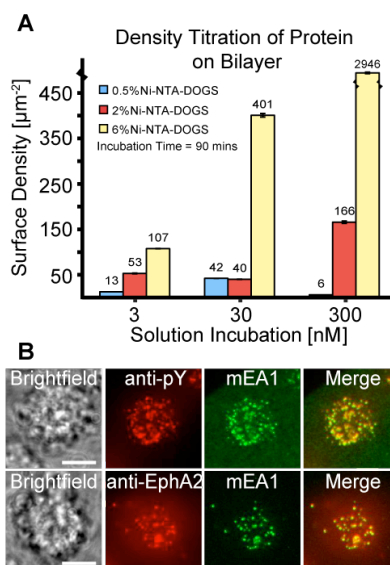 A
Density Titration of Protein
on Bilayer
Surface Density [μm⁻²]
450
350
250
150
50
0.5%Ni-NTA-DOGS
2%Ni-NTA-DOGS
6%Ni-NTA-DOGS
Incubation Time = 90 mins
13
53
107
42
40
401
6
166
2946
3
30
300
Solution Incubation [nM]
B
Brightfield anti-pY mEA1 Merge
Brightfield anti-EphA2 mEA1 Merge